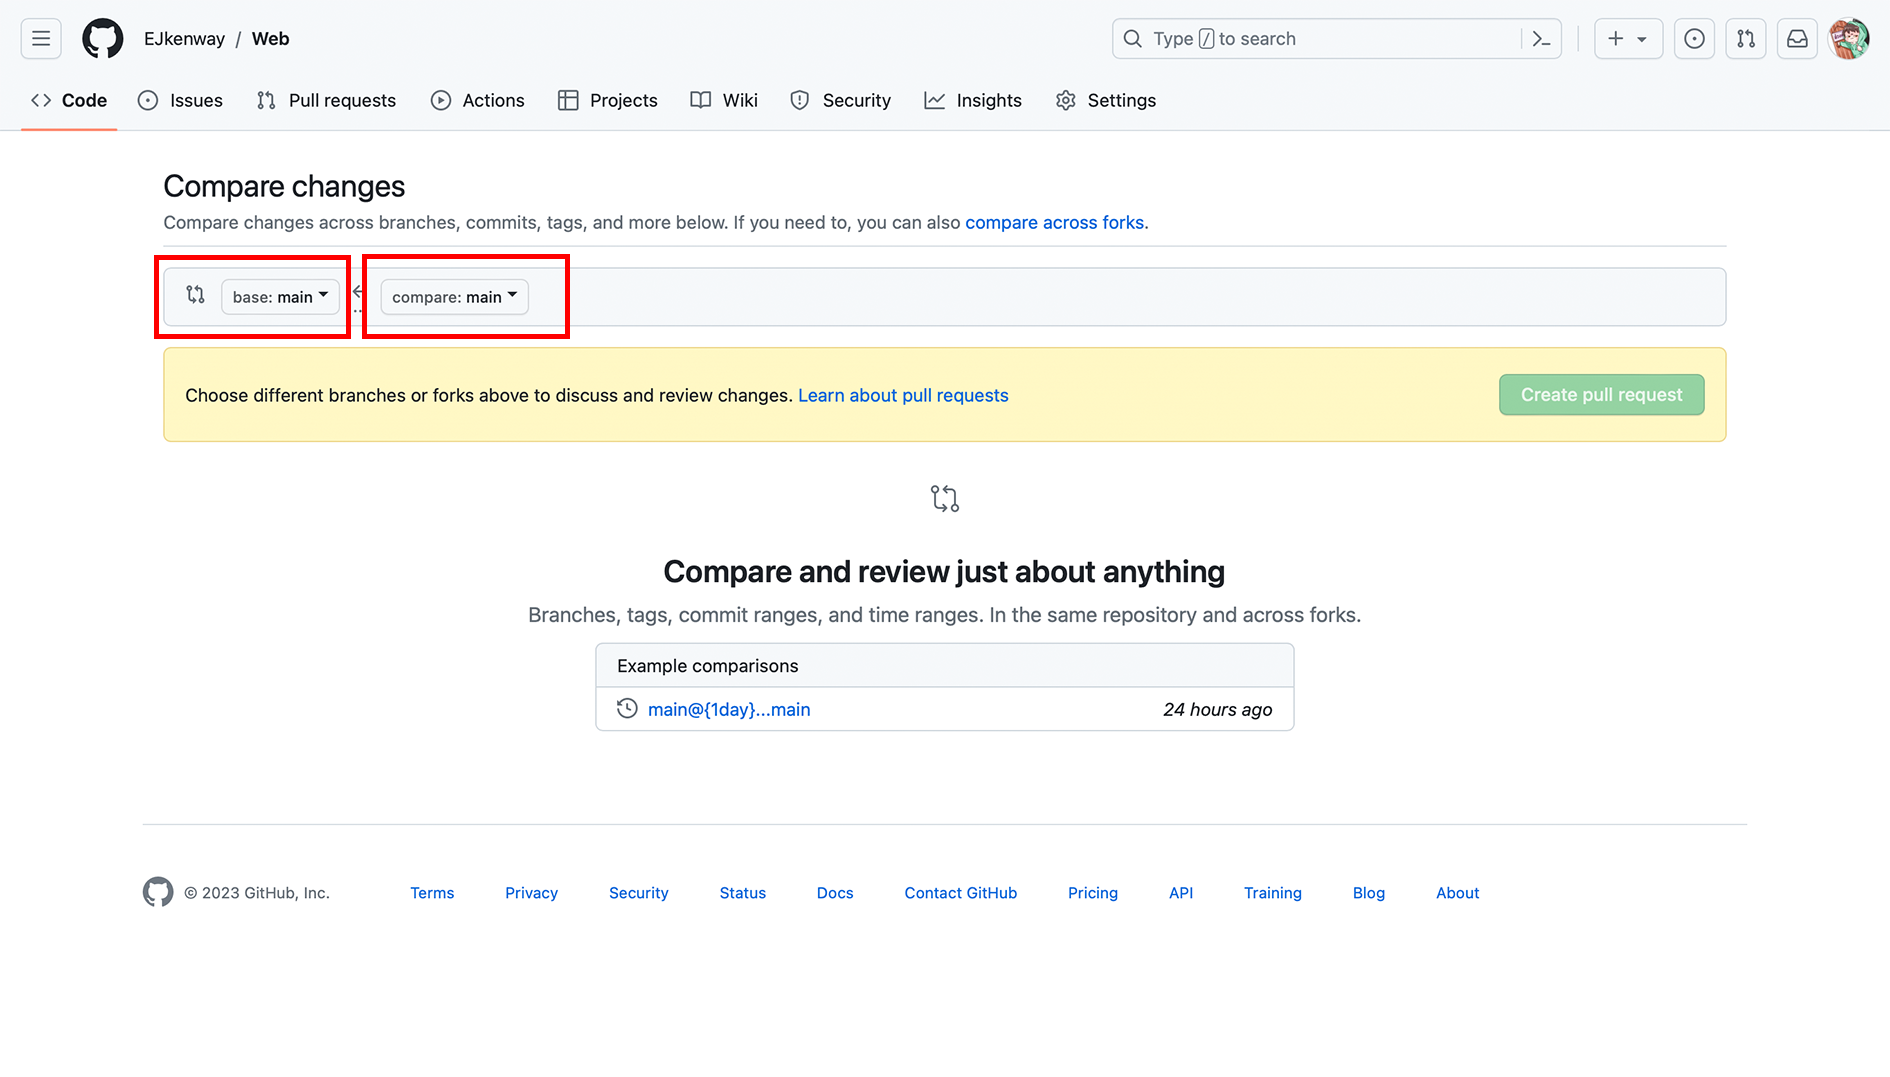 EJkenway / Web
Type / to search
Code Issues Pull requests Actions Projects Wiki Security Insights Settings
Compare changes
Compare changes across branches, commits, tags, and more below. If you need to, you can also compare across forks.
base: main
compare: main
Choose different branches or forks above to discuss and review changes. Learn about pull requests
Create pull request
Compare and review just about anything
Branches, tags, commit ranges, and time ranges. In the same repository and across forks.
Example comparisons
main@{1day}...main 24 hours ago
© 2023 GitHub, Inc. Terms Privacy Security Status Docs Contact GitHub Pricing API Training Blog About